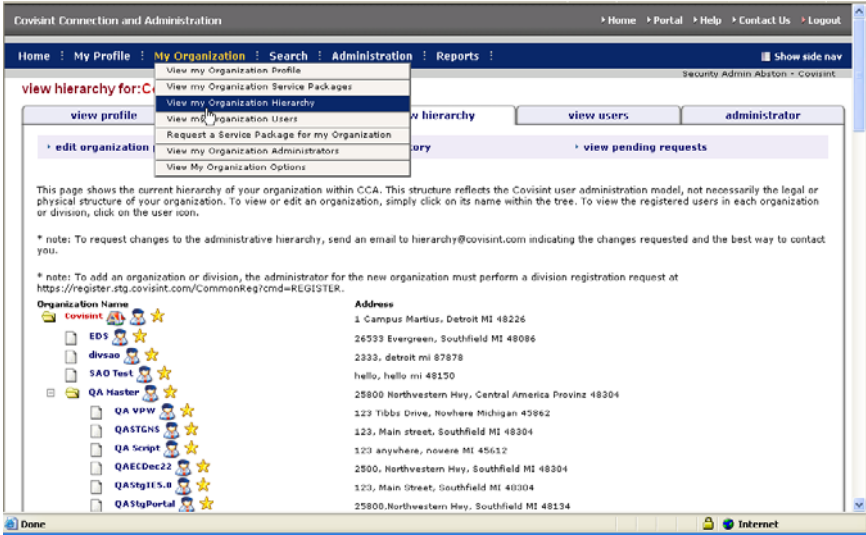 Covisint Connection and Administration
Home Portal Help Contact Us Logout
Home My Profile My Organization Search Administration Reports
Show side nav
Security Admin Abston - Covisint
view hierarchy for:C
View my Organization Profile
View my Organization Service Packages
View my Organization Hierarchy
View my Organization Users
Request a Service Package for my Organization
View my Organization Administrators
View My Organization Options
view profile
w hierarchy
view users
administrator
edit organization
ory
view pending requests
This page shows the current hierarchy of your organization within CCA. This structure reflects the Covisint user administration model, not necessarily the legal or
physical structure of your organization. To view or edit an organization, simply click on its name within the tree. To view the registered users in each organization
or division, click on the user icon.
* note: To request changes to the administrative hierarchy, send an email to hierarchy@covisint.com indicating the changes requested and the best way to contact
you.
* note: To add an organization or division, the administrator for the new organization must perform a division registration request at
https://register.stg.covisint.com/CommonReg?cmd=REGISTER.
Organization Name Address
Covisint 1 Campus Martius, Detroit MI 48226
EDS 26533 Evergreen, Southfield MI 48086
divsao 2333, detroit mi 87878
SAO Test hello, hello mi 48150
QA Master 25800 Northwestern Hwy, Central America Provinz 48304
QA VPW 123 Tibbs Drive, Nowhere Michigan 45862
QASTGNS 123, Main street, Southfield MI 48304
QA Script 123 anywhere, novere MI 45612
QAECDec22 2500, Northwestern Hwy, Southfield MI 48304
QAStgIE5.0 123, Main Street, Southfield MI 48304
QAStgPortal 25800,Northwestern Hwy, Southfield MI 48134
Done
Internet